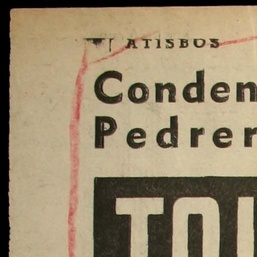 ATISBOS
Conden
Pedrer
TO